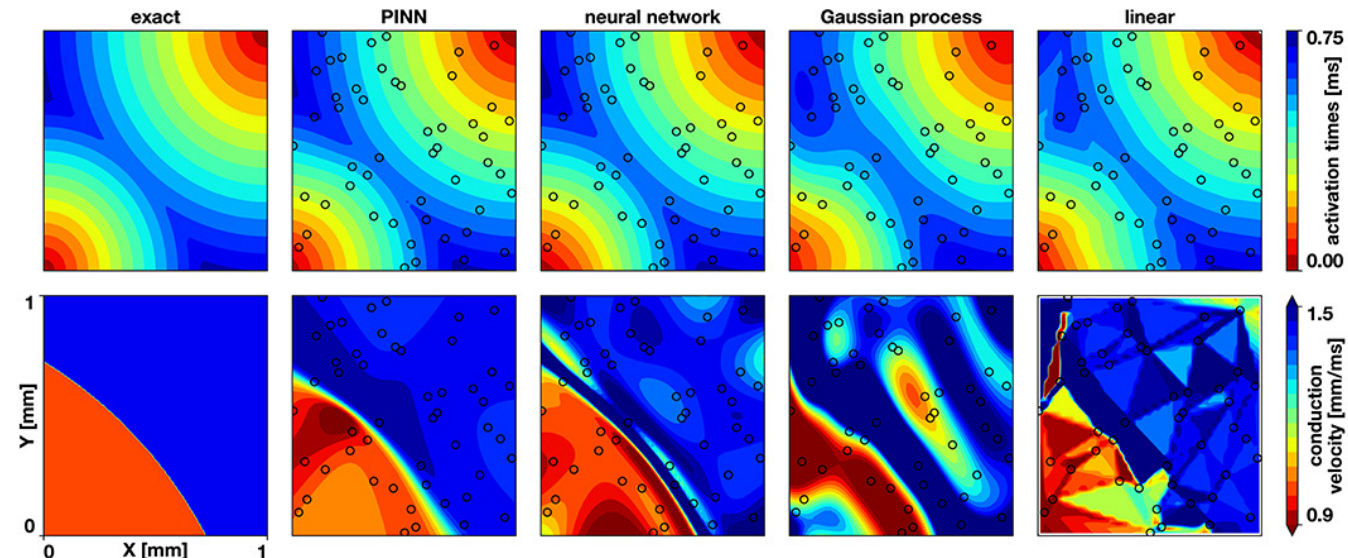 exact
PINN
neural network
Gaussian process
linear
0.75
activation times [ms]
0.00
1
Y [mm]
0
0
X [mm]
1
1.5
conduction
velocity [mm/ms]
0.9